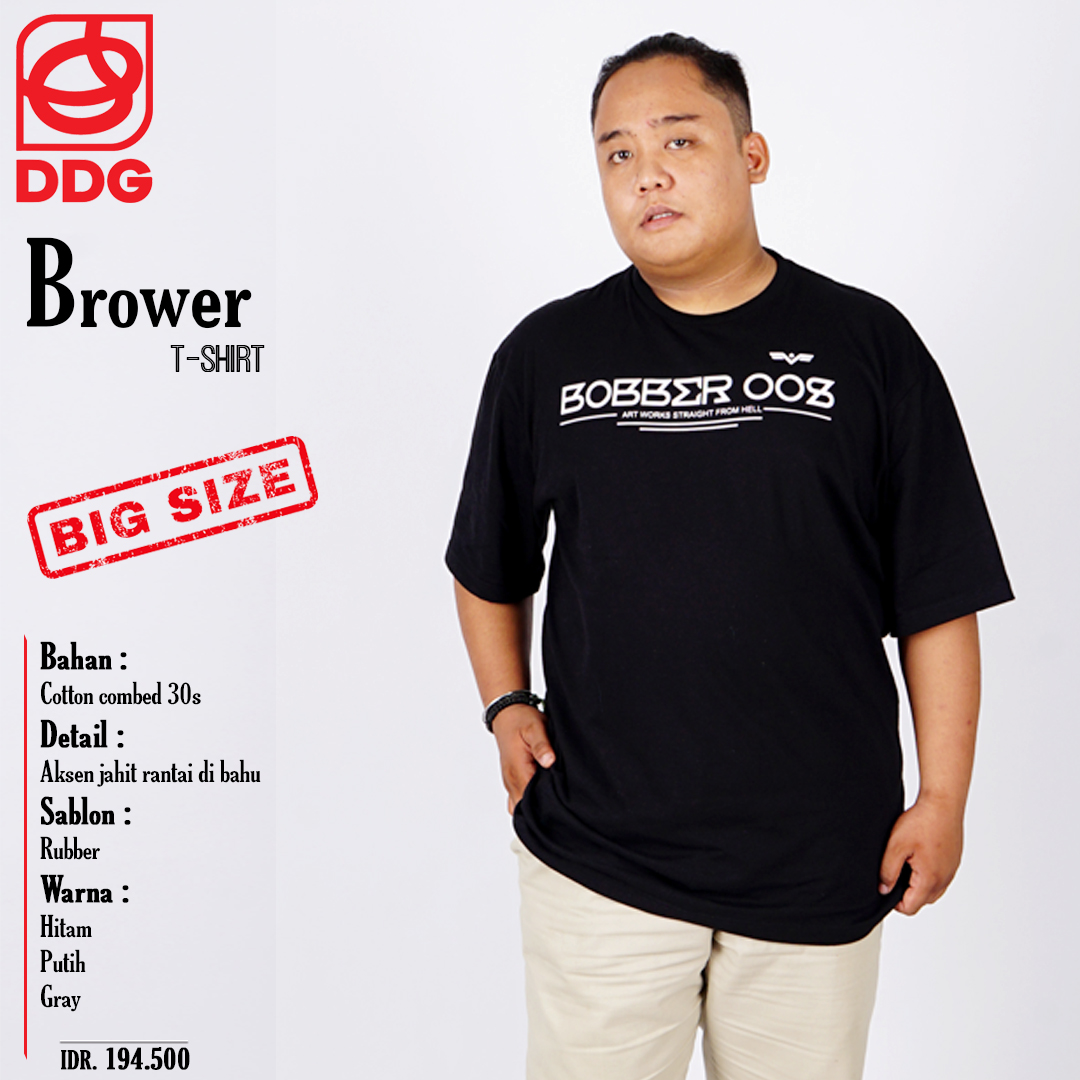 DDG
Brower
T-SHIRT
BIG SIZE
Bahan :
Cotton combed 30s
Detail :
Aksen jahit rantai di bahu
Sablon :
Rubber
Warna :
Hitam
Putih
Gray
IDR. 194.500
BOBBER 008
ART WORKS STRAIGHT FROM HELL